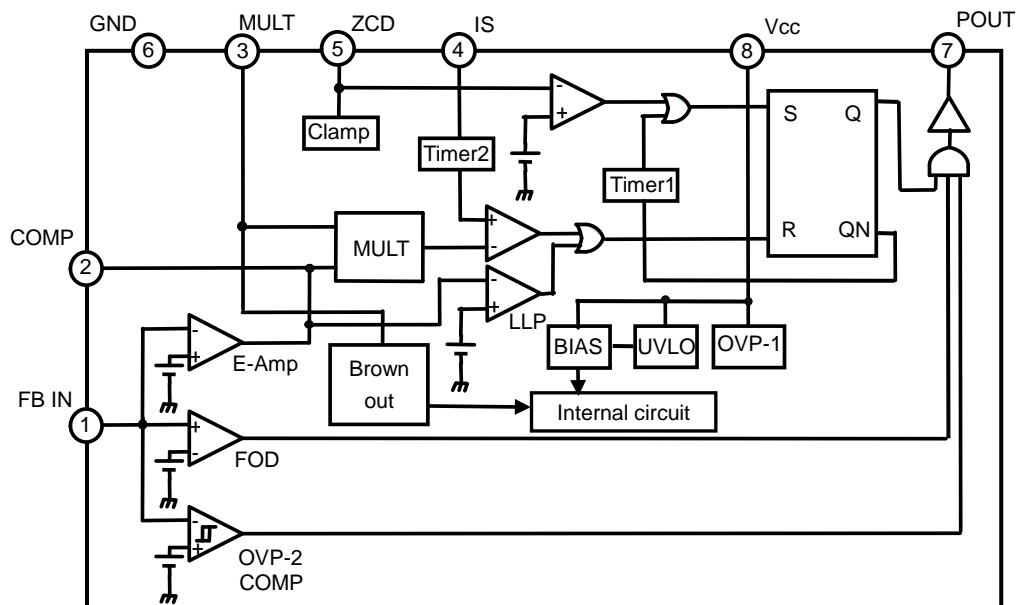 GND
MULT
ZCD
IS
Vcc
POUT
6
3
5
4
8
7
-
+
Clamp
Timer2
Timer1
S
Q
R
QN
COMP
2
MULT
+
-
-
+
LLP
-
+
E-Amp
BIAS
UVLO
OVP-1
Brown
out
Internal circuit
FB IN
1
+
-
FOD
-
+
OVP-2
COMP